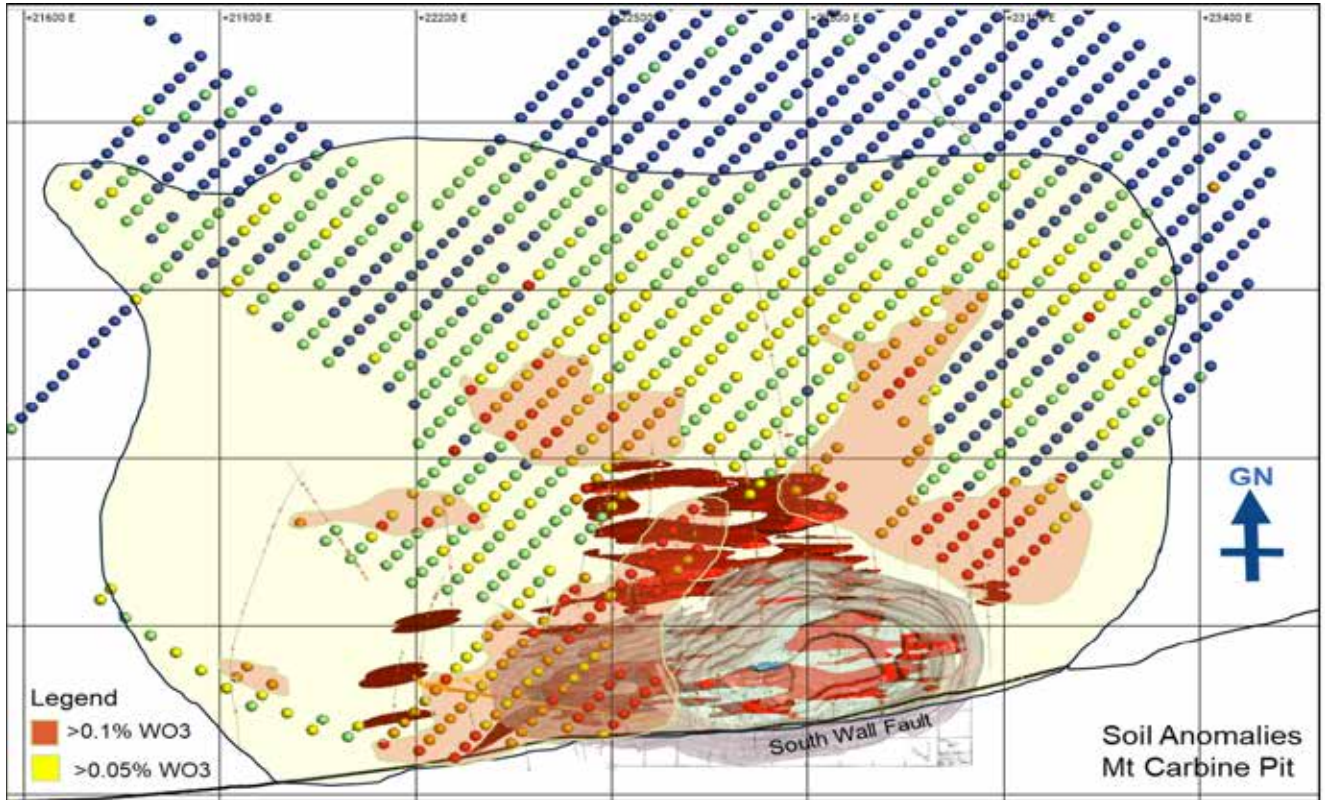 +21600 E
+21900 E
+22200 E
GN
South Wall Fault
Legend
>0.1% WO3
>0.05% WO3
Soil Anomalies
Mt Carbine Pit
+23400 E